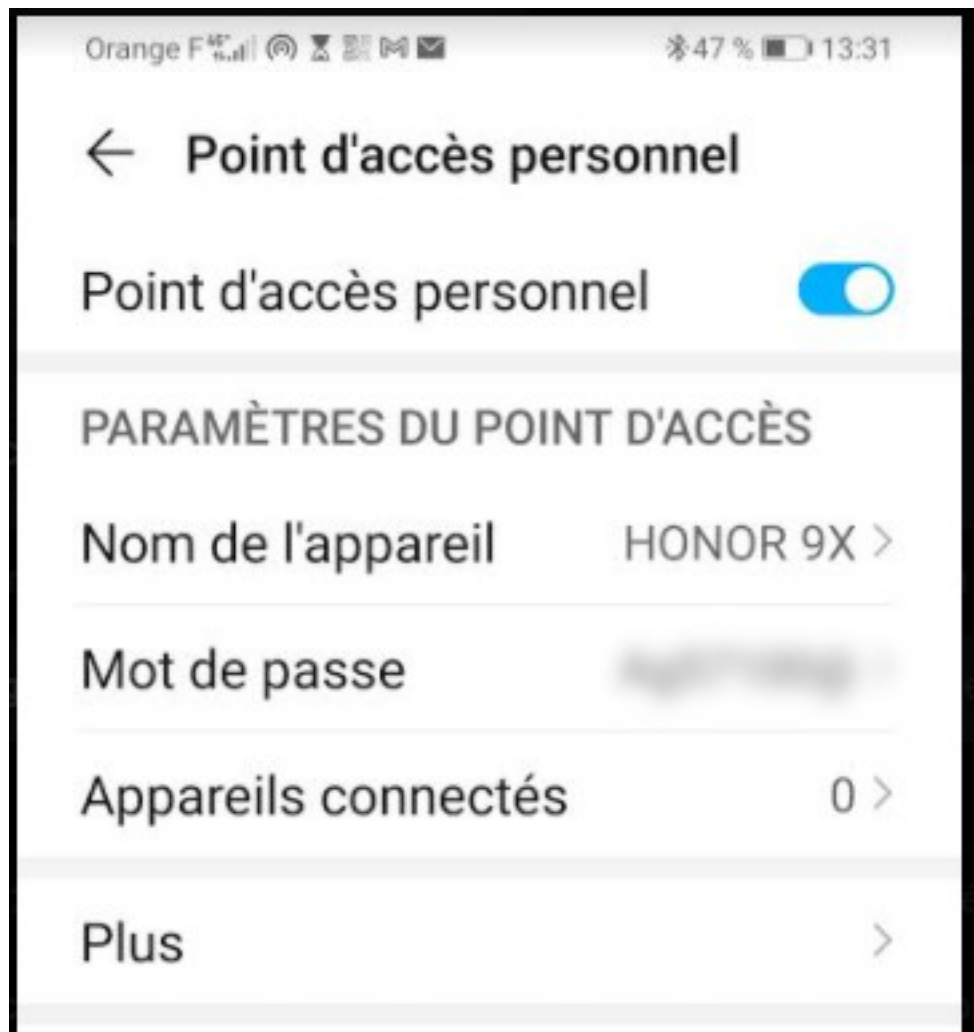 Orange F 47 % 13:31
Point d'accès personnel
Point d'accès personnel
PARAMÈTRES DU POINT D'ACCÈS
Nom de l'appareil HONOR 9X
Mot de passe
Appareils connectés 0
Plus